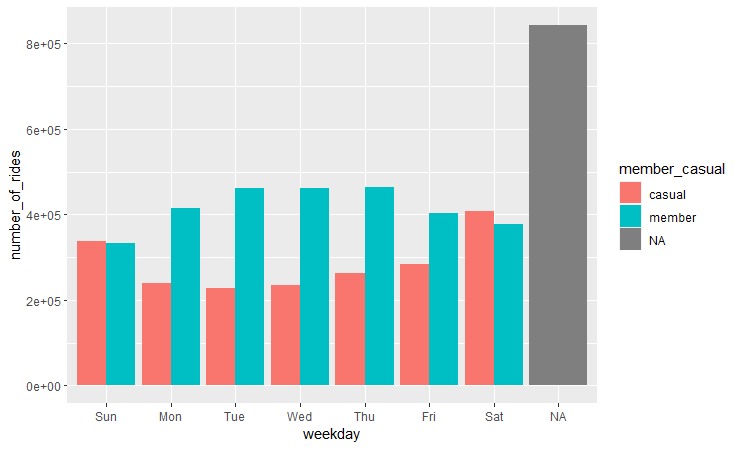 8e+05
6e+05
4e+05
2e+05
0e+00
number_of_rides
Sun Mon Tue Wed Thu Fri Sat NA
weekday
member_casual
casual
member
NA